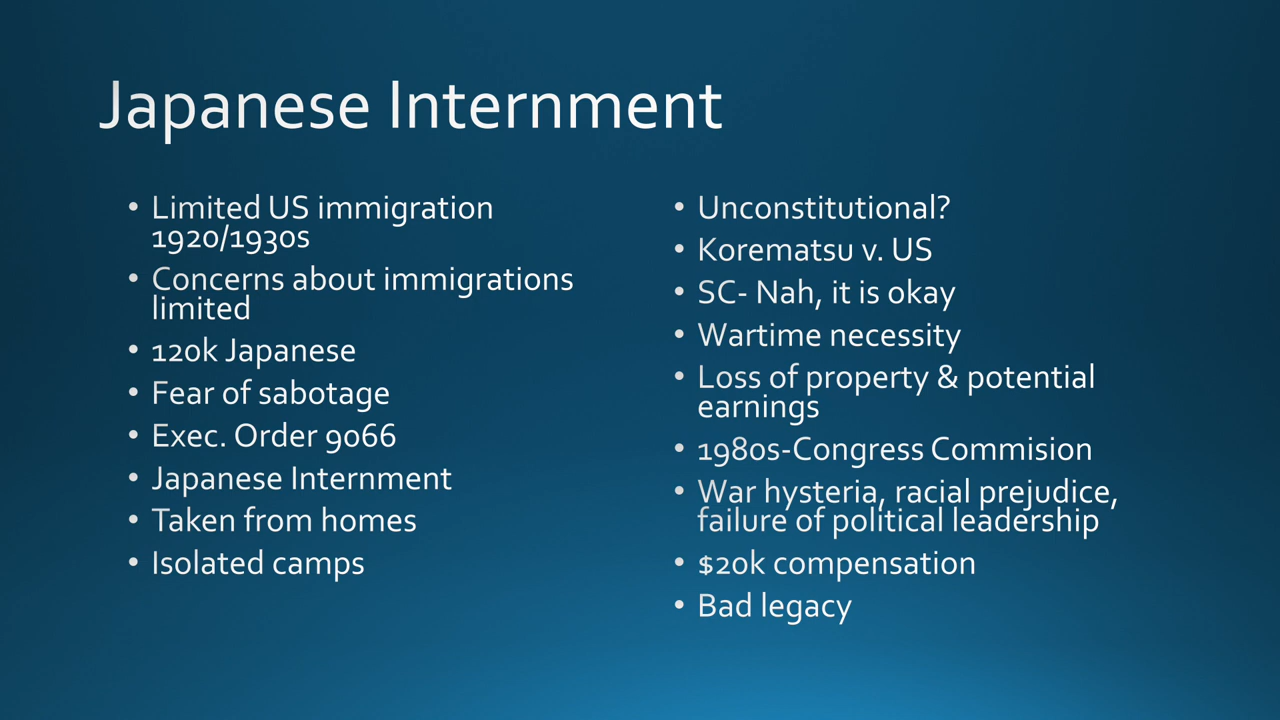 Japanese Internment
• Limited US immigration
1920/1930s
• Concerns about immigrations
limited
• 120k Japanese
• Fear of sabotage
• Exec. Order 9066
• Japanese Internment
• Taken from homes
• Isolated camps
• Unconstitutional?
• Korematsu v. US
• SC- Nah, it is okay
• Wartime necessity
• Loss of property & potential
earnings
• 1980s-Congress Commision
• War hysteria, racial prejudice,
failure of political leadership
• $20k compensation
• Bad legacy